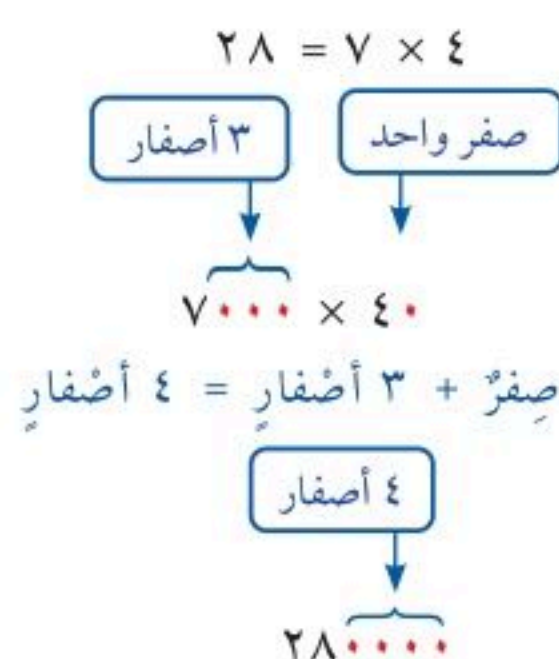 ٤ × ٧ = ٢٨
صفر واحد
٣ أصفار
٤٠ × ٧٠٠٠
صِفرٌ + ٣ أصْفارٍ = ٤ أصْفارٍ
٤ أصفار
٢٨٠٠٠٠